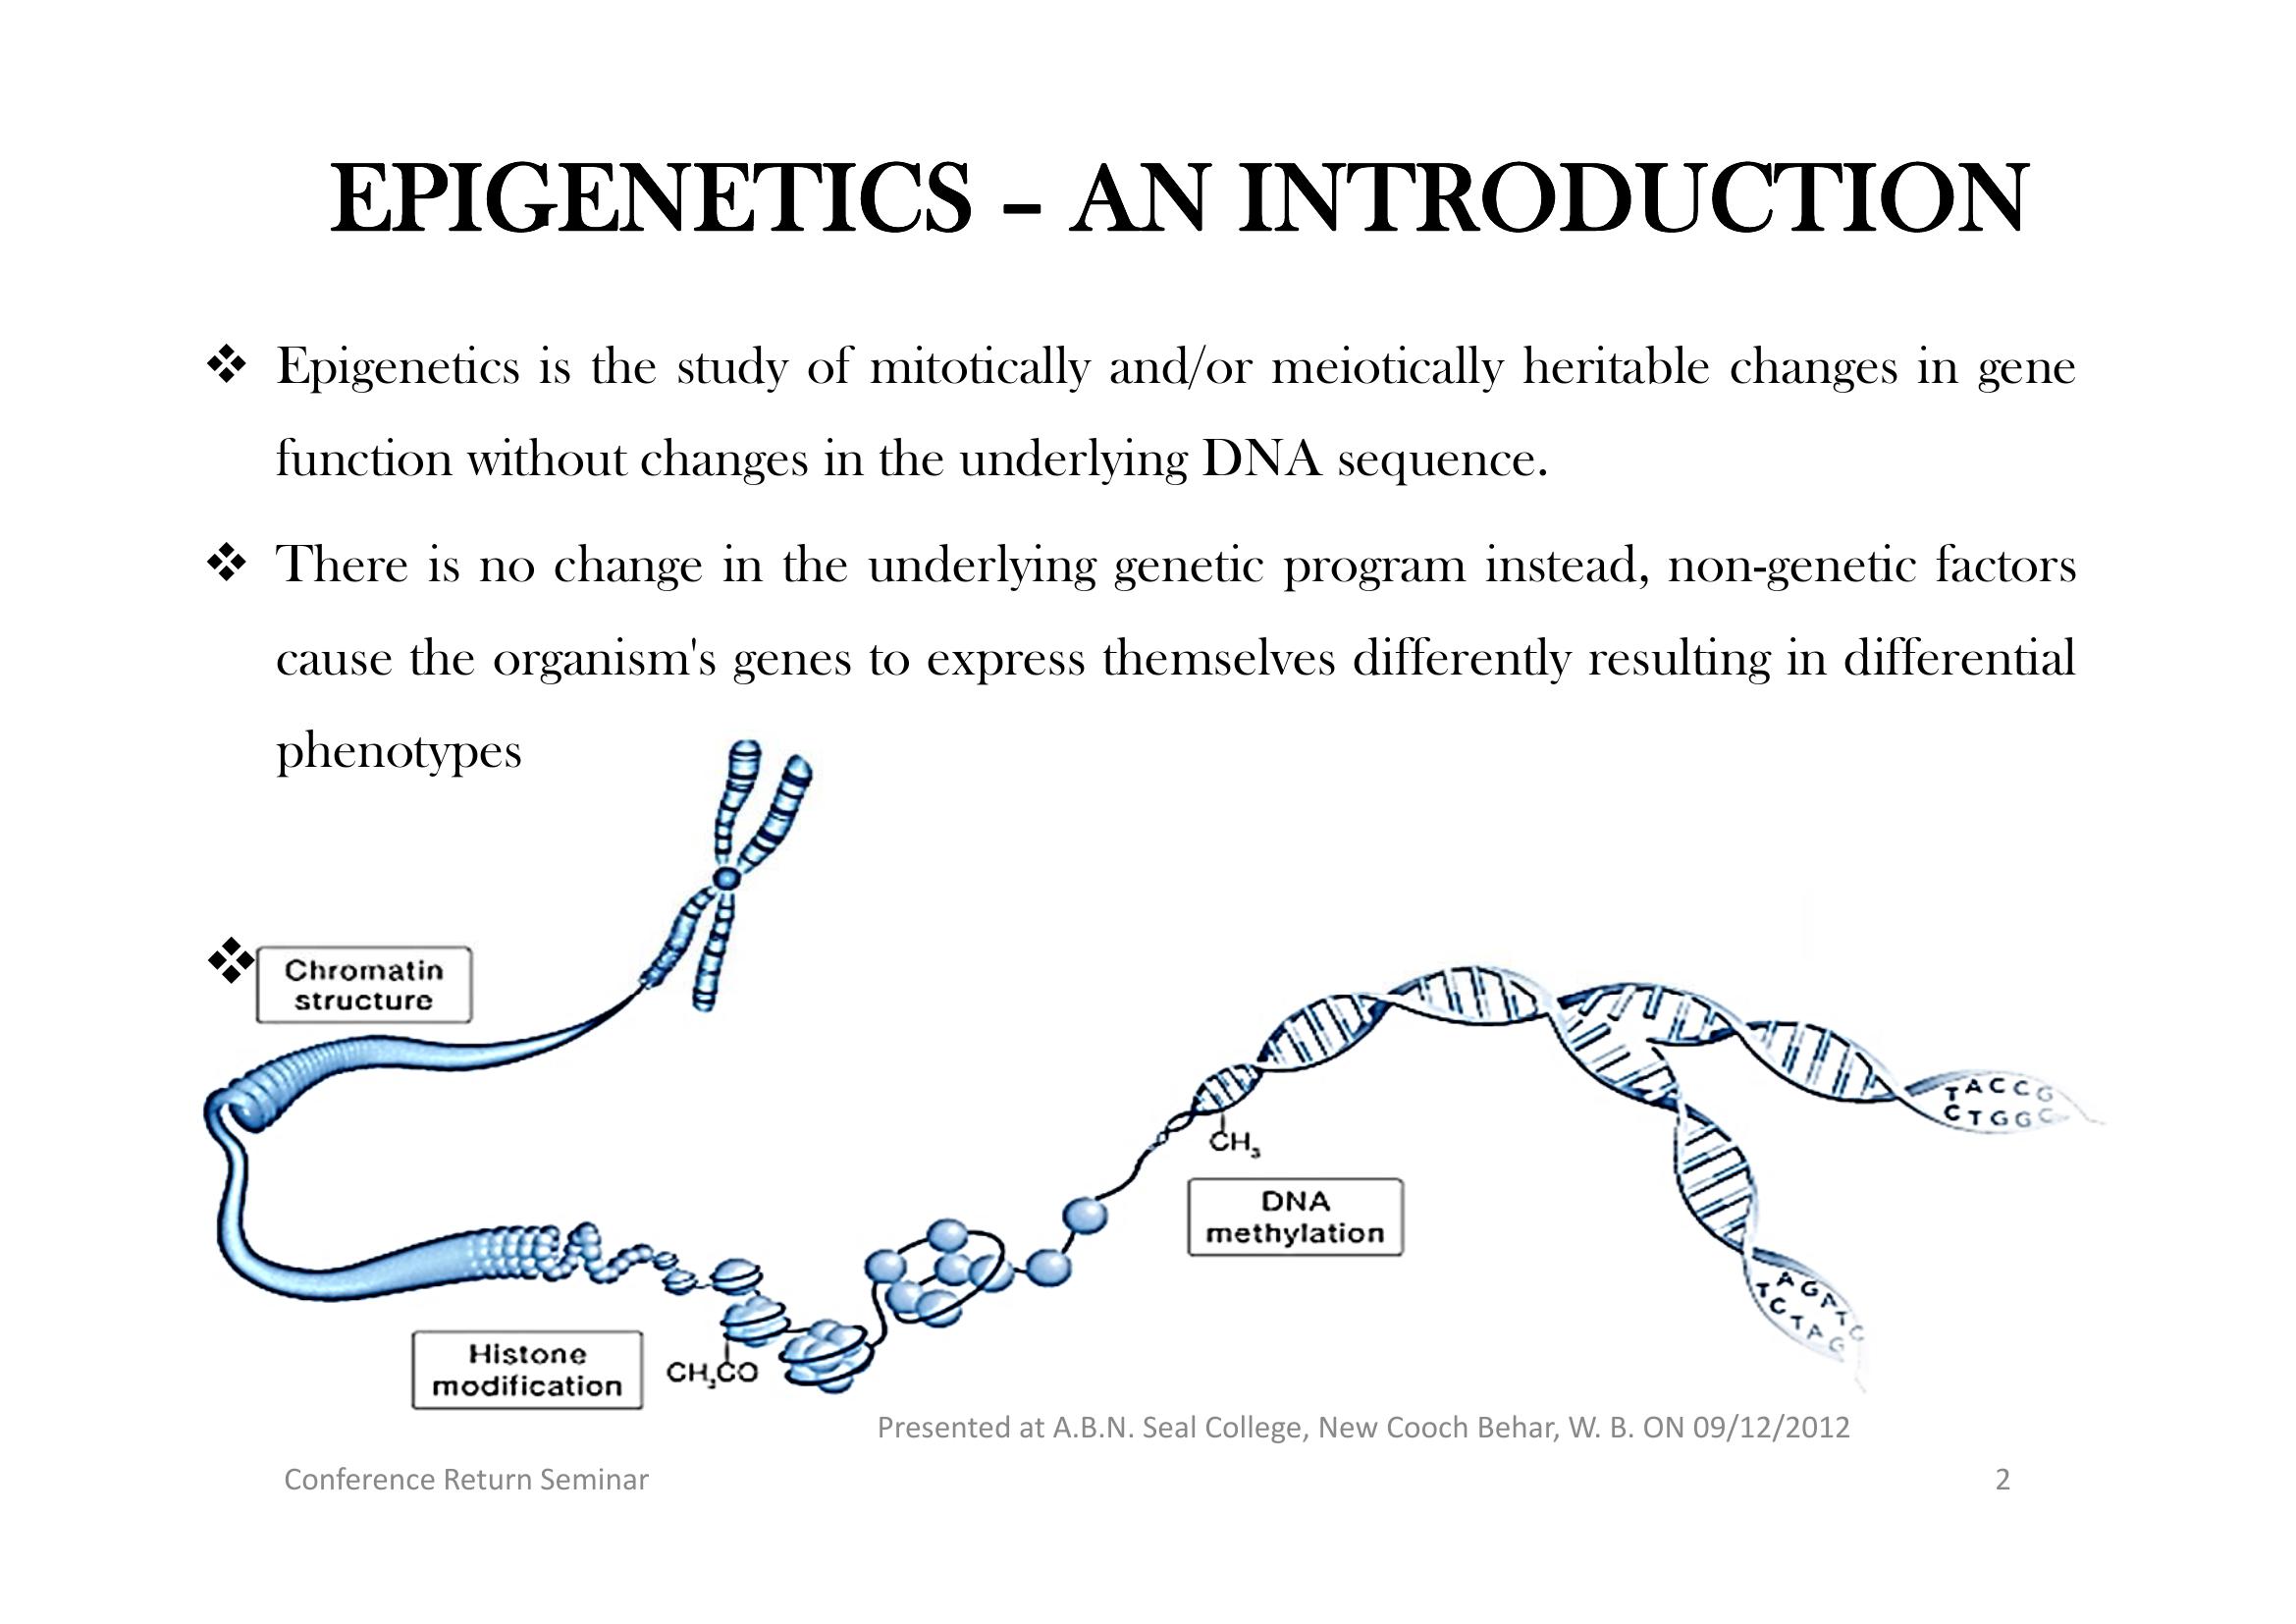 EPIGENETICS – AN INTRODUCTION
❖ Epigenetics is the study of mitotically and/or meiotically heritable changes in gene
function without changes in the underlying DNA sequence.
❖ There is no change in the underlying genetic program instead, non-genetic factors
cause the organism's genes to express themselves differently resulting in differential
phenotypes
❖
Chromatin
structure
TACCG
CTGGC
CH₃
DNA
methylation
AGATC
TCTAG
Histone
modification
CH₃CO
Presented at A.B.N. Seal College, New Cooch Behar, W. B. ON 09/12/2012
Conference Return Seminar
2